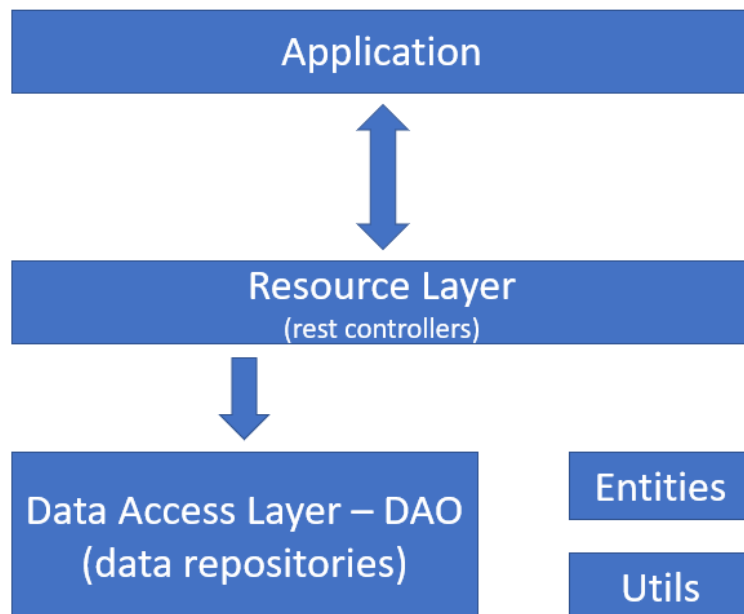 Application
Resource Layer
(rest controllers)
Data Access Layer – DAO
(data repositories)
Entities
Utils